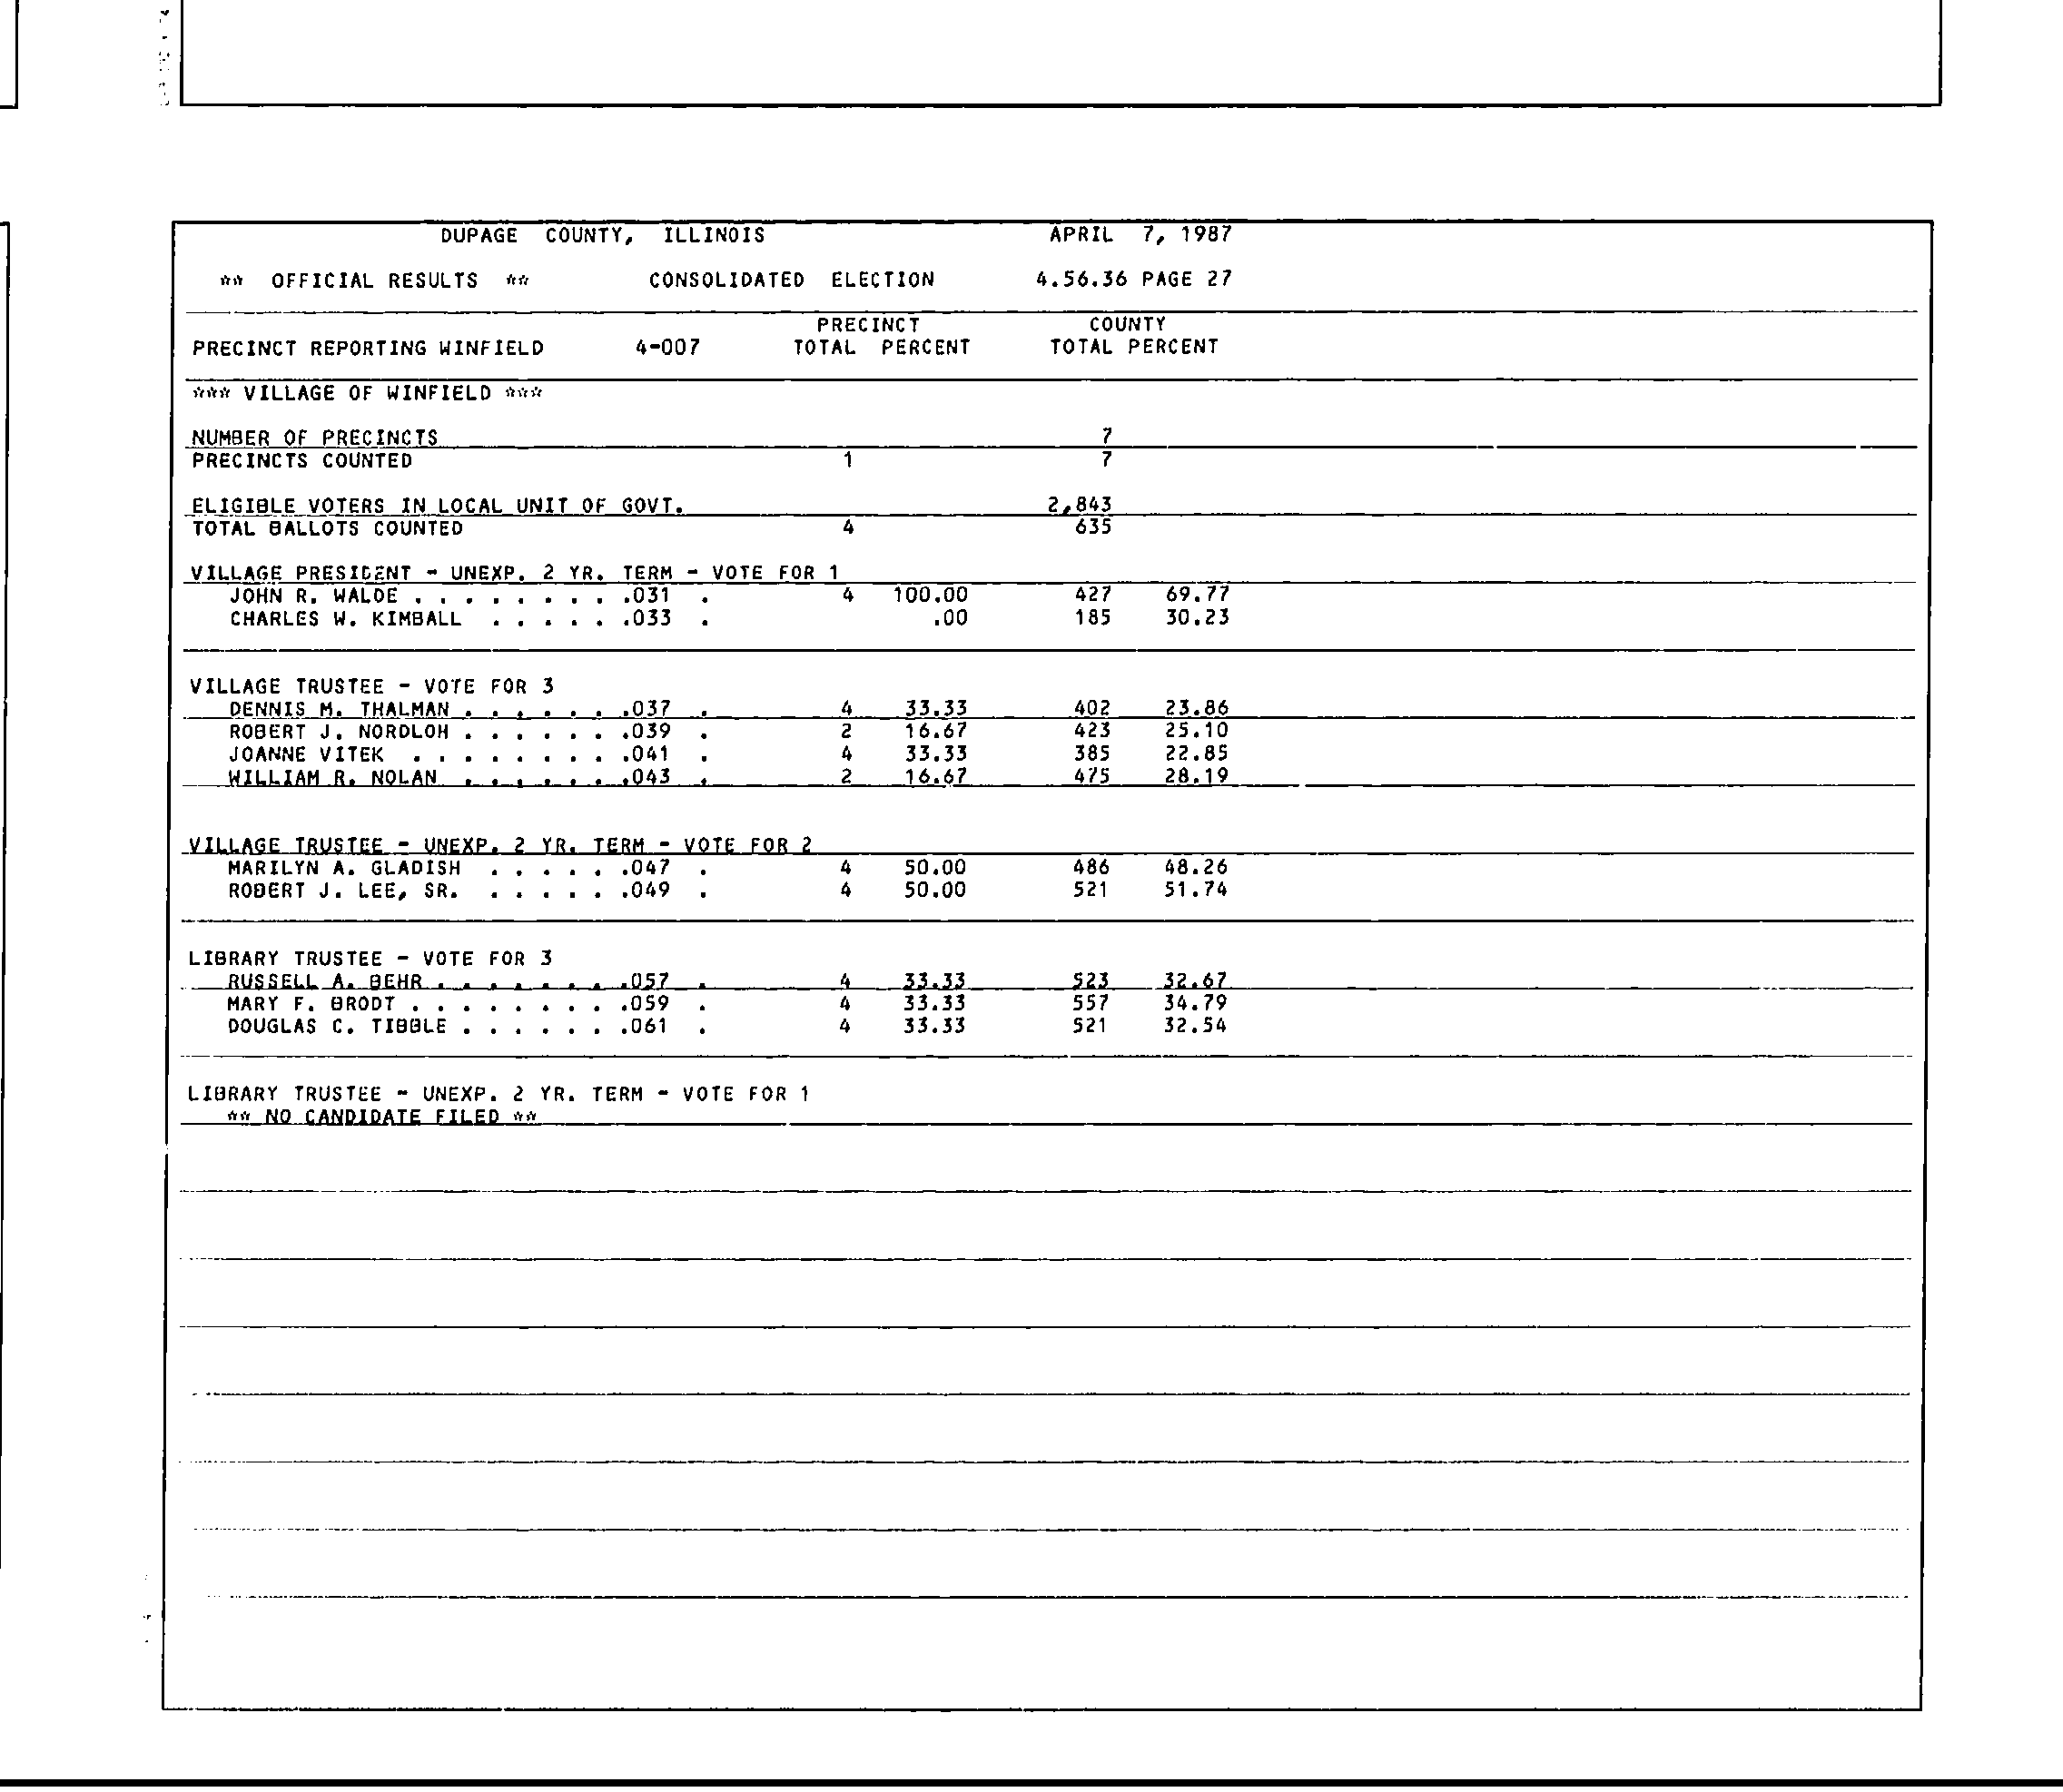 DUPAGE COUNTY, ILLINOIS APRIL 7, 1987
** OFFICIAL RESULTS ** CONSOLIDATED ELECTION 4.56.36 PAGE 27
PRECINCT COUNTY
PRECINCT REPORTING WINFIELD 4-007 TOTAL PERCENT TOTAL PERCENT
*** VILLAGE OF WINFIELD ***
NUMBER OF PRECINCTS 7
PRECINCTS COUNTED 1 7
ELIGIBLE VOTERS IN LOCAL UNIT OF GOVT. 2,843
TOTAL BALLOTS COUNTED 4 635
VILLAGE PRESIDENT - UNEXP. 2 YR. TERM - VOTE FOR 1
JOHN R. WALDE . . . . . . . . .031 . 4 100.00 427 69.77
CHARLES W. KIMBALL . . . . . .033 . .00 185 30.23
VILLAGE TRUSTEE - VOTE FOR 3
DENNIS M. THALMAN . . . . . . .037 . 4 33.33 402 23.86
ROBERT J. NORDLOH . . . . . . .039 . 2 16.67 423 25.10
JOANNE VITEK . . . . . . . . .041 . 4 33.33 385 22.85
WILLIAM R. NOLAN . . . . . . .043 . 2 16.67 475 28.19
VILLAGE TRUSTEE - UNEXP. 2 YR. TERM - VOTE FOR 2
MARILYN A. GLADISH . . . . . .047 . 4 50.00 486 48.26
ROBERT J. LEE, SR. . . . . . .049 . 4 50.00 521 51.74
LIBRARY TRUSTEE - VOTE FOR 3
RUSSELL A. BEHR . . . . . . . .057 . 4 33.33 523 32.67
MARY F. BRODT . . . . . . . . .059 . 4 33.33 557 34.79
DOUGLAS C. TIBBLE . . . . . . .061 . 4 33.33 521 32.54
LIBRARY TRUSTEE - UNEXP. 2 YR. TERM - VOTE FOR 1
** NO CANDIDATE FILED **